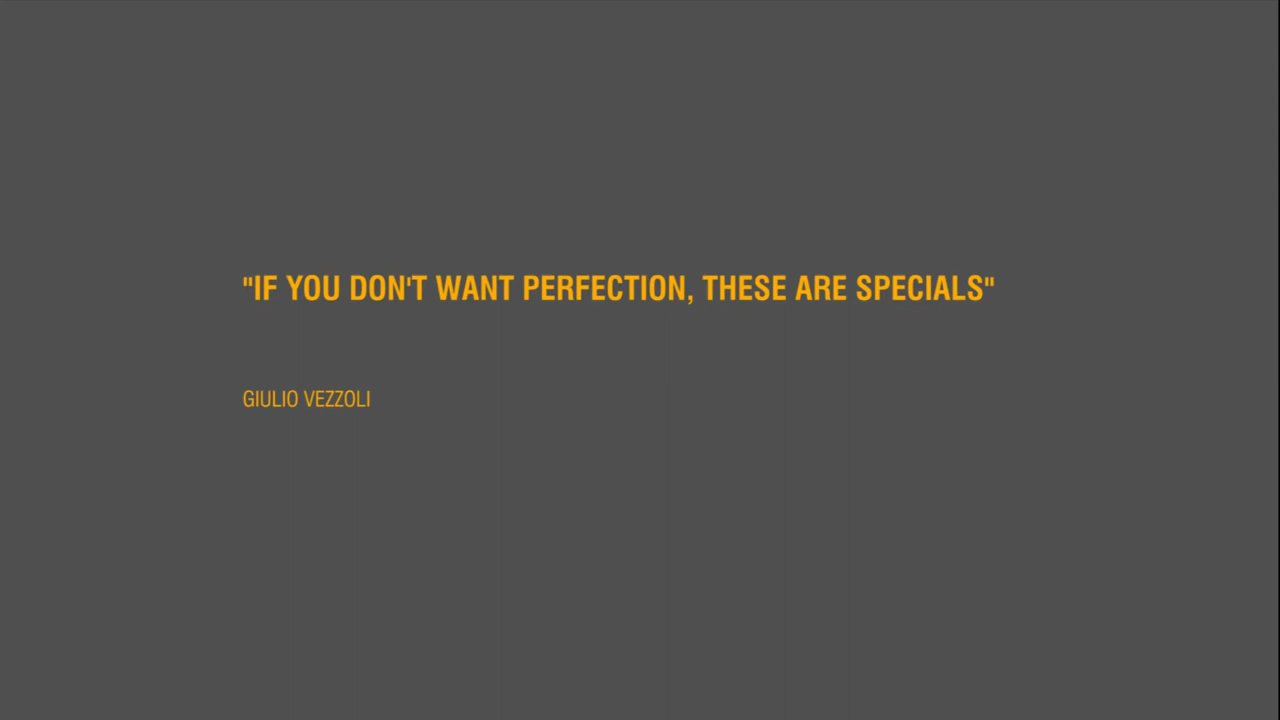 "IF YOU DON'T WANT PERFECTION, THESE ARE SPECIALS"
GIULIO VEZZOLI